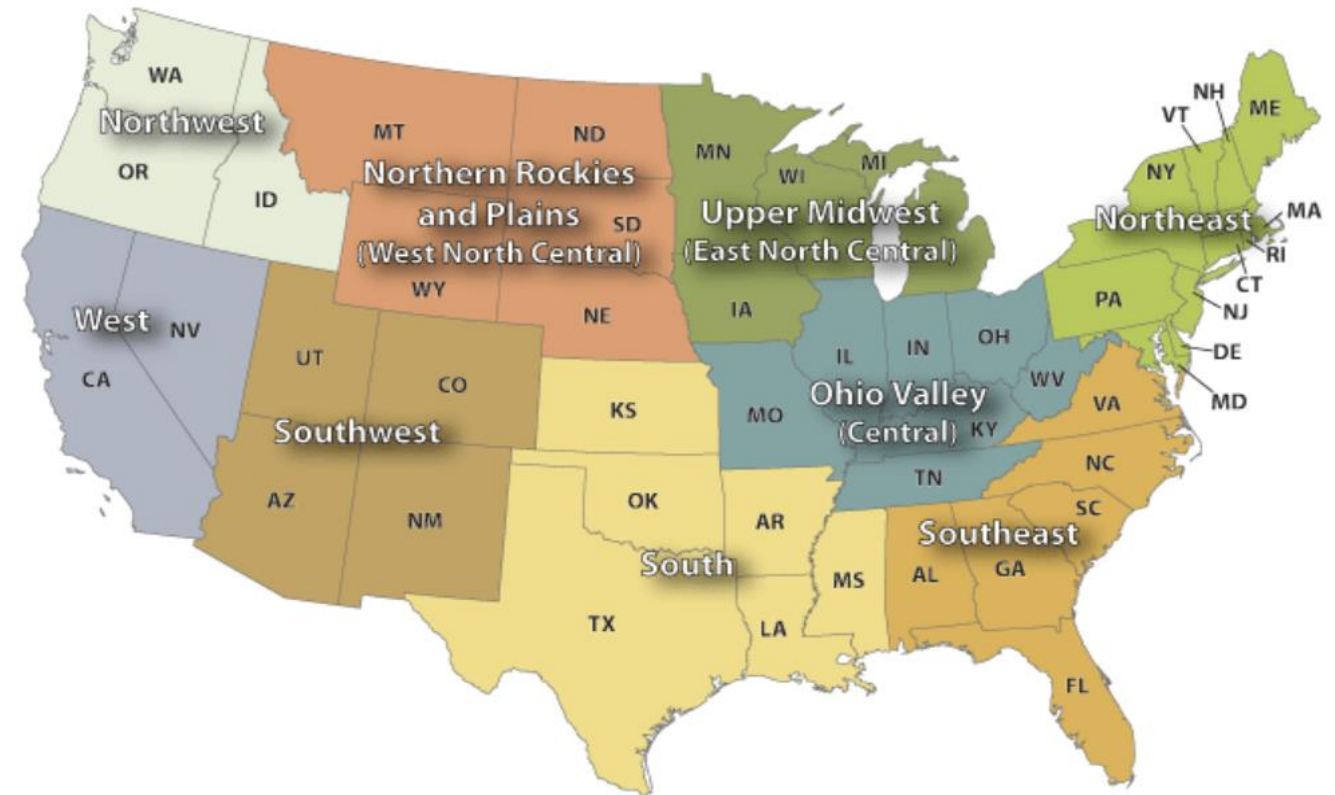 WA
Northwest
OR
ID
MT
ND
Northern Rockies
and Plains
(West North Central)
SD
WY
NE
MN
WI
MI
Upper Midwest
(East North Central)
IA
NH
VT
ME
NY
Northeast
MA
RI
CT
PA
NJ
DE
MD
West
NV
CA
UT
CO
Southwest
AZ
NM
KS
OK
AR
South
TX
LA
MS
IL
IN
OH
Ohio Valley
(Central)
MO
KY
WV
TN
VA
NC
SC
Southeast
AL
GA
FL